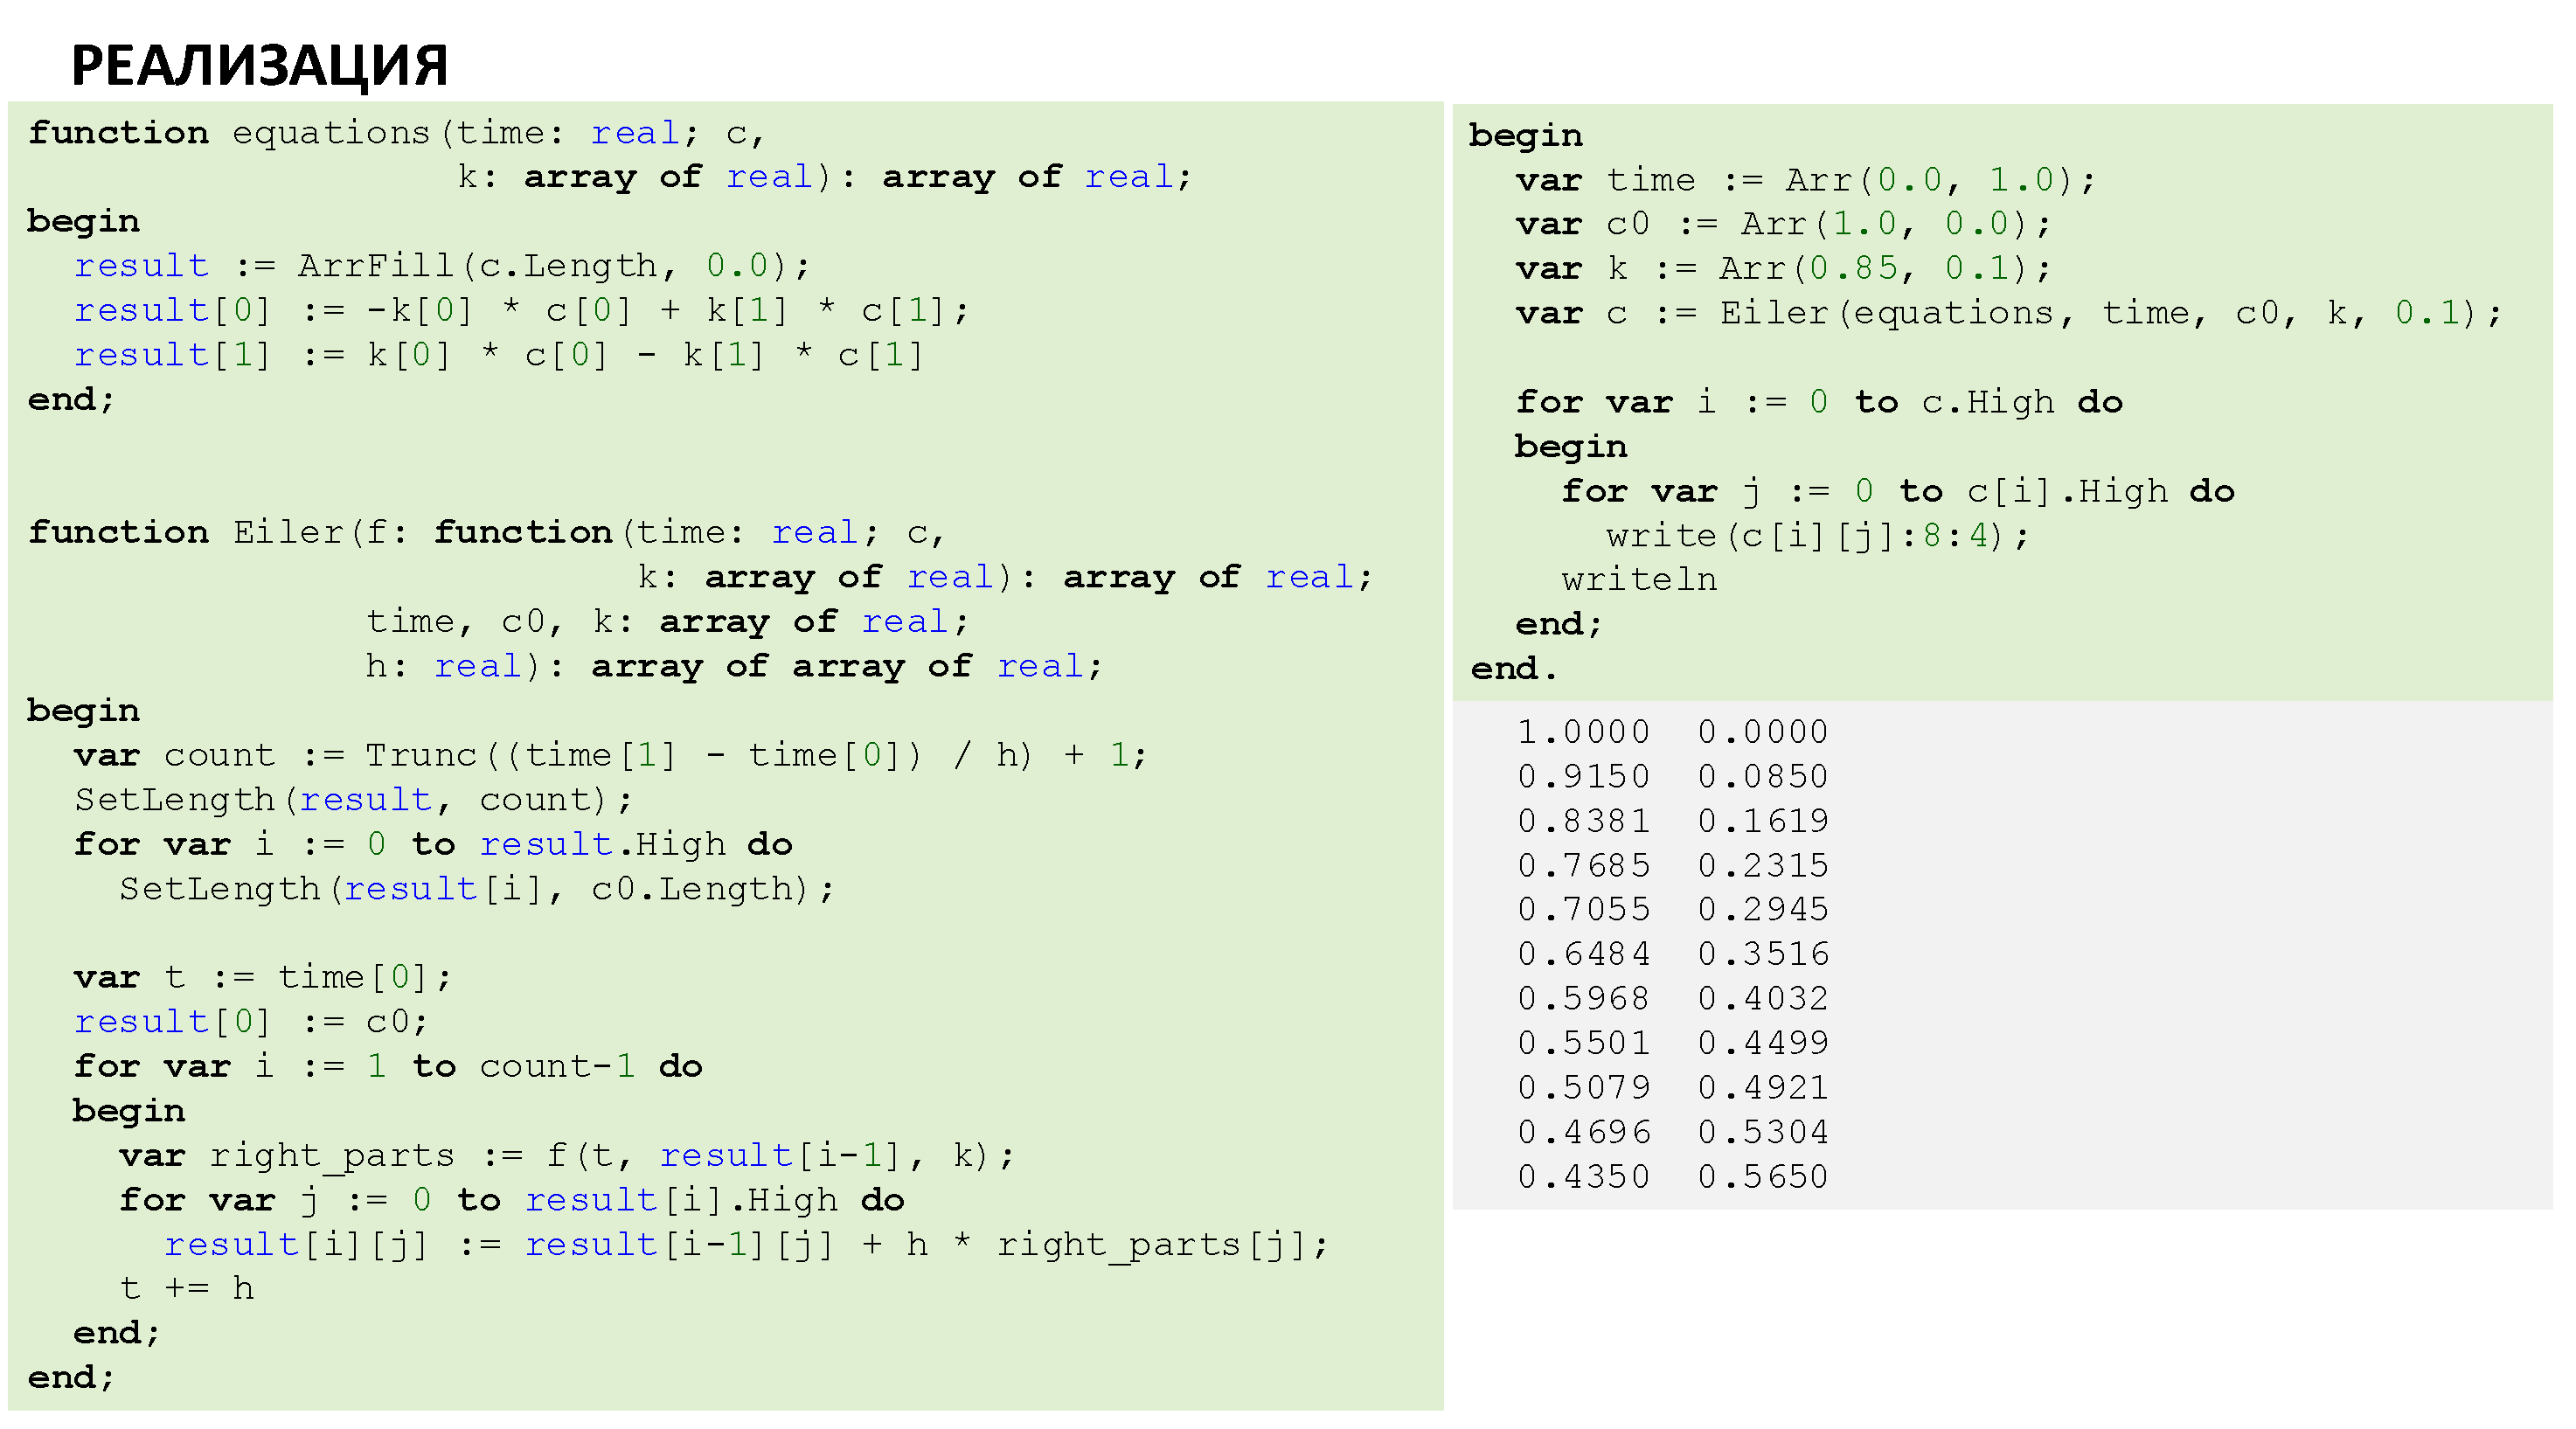 РЕАЛИЗАЦИЯ
function equations(time: real; c,
                   k: array of real): array of real;
begin
  result := ArrFill(c.Length, 0.0);
  result[0] := -k[0] * c[0] + k[1] * c[1];
  result[1] := k[0] * c[0] - k[1] * c[1]
end;
function Eiler(f: function(time: real; c,
                           k: array of real): array of real;
               time, c0, k: array of real;
               h: real): array of array of real;
begin
  var count := Trunc((time[1] - time[0]) / h) + 1;
  SetLength(result, count);
  for var i := 0 to result.High do
    SetLength(result[i], c0.Length);
  var t := time[0];
  result[0] := c0;
  for var i := 1 to count-1 do
  begin
    var right_parts := f(t, result[i-1], k);
    for var j := 0 to result[i].High do
      result[i][j] := result[i-1][j] + h * right_parts[j];
    t += h
  end;
end;
begin
  var time := Arr(0.0, 1.0);
  var c0 := Arr(1.0, 0.0);
  var k := Arr(0.85, 0.1);
  var c := Eiler(equations, time, c0, k, 0.1);
  for var i := 0 to c.High do
  begin
    for var j := 0 to c[i].High do
      write(c[i][j]:8:4);
    writeln
  end;
end.
1.0000 0.0000
0.9150 0.0850
0.8381 0.1619
0.7685 0.2315
0.7055 0.2945
0.6484 0.3516
0.5968 0.4032
0.5501 0.4499
0.5079 0.4921
0.4696 0.5304
0.4350 0.5650